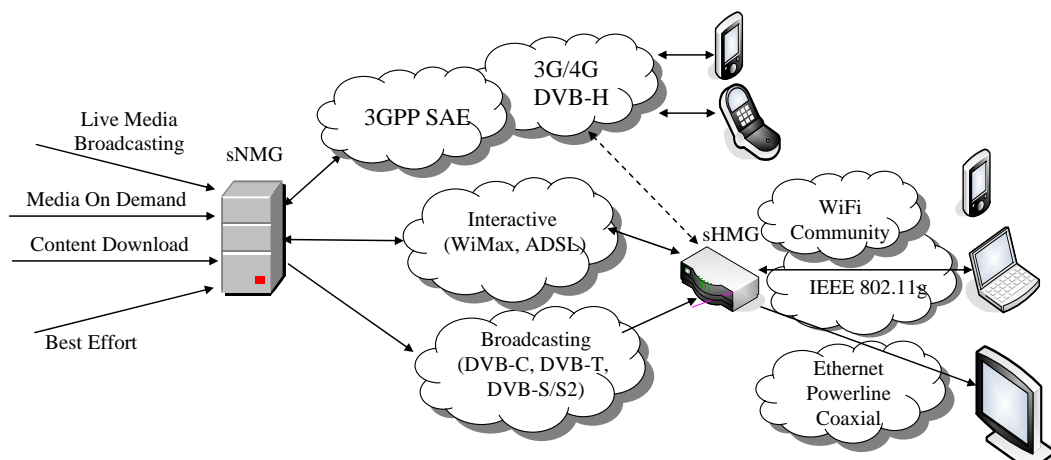 Live Media
Broadcasting
sNMG
Media On Demand
Content Download
Best Effort
3GPP SAE
3G/4G
DVB-H
Interactive
(WiMax, ADSL)
Broadcasting
(DVB-C, DVB-T,
DVB-S/S2)
sHMG
WiFi
Community
IEEE 802.11g
Ethernet
Powerline
Coaxial